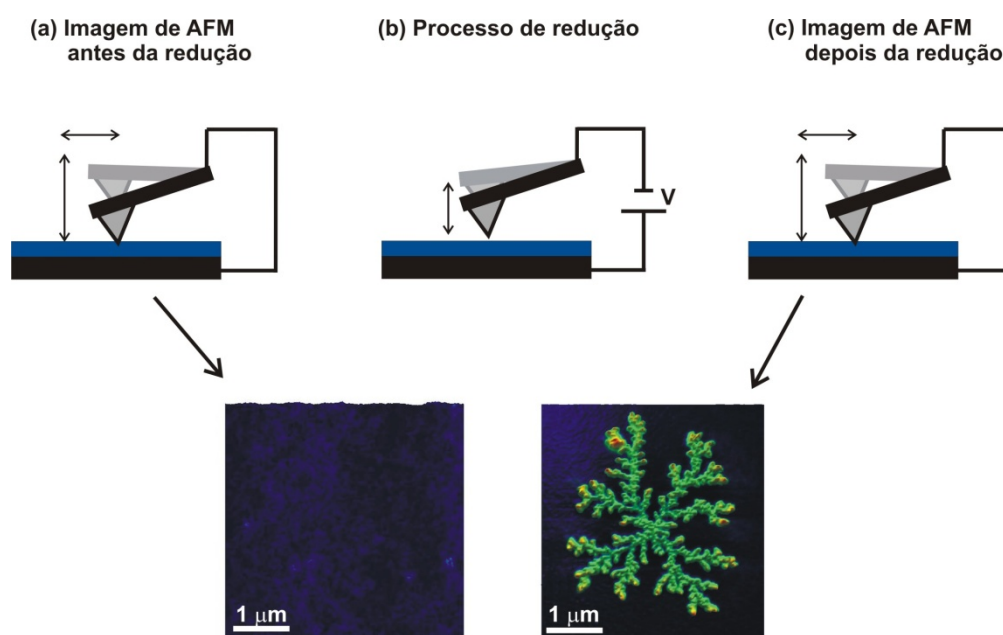 (a) Imagem de AFM
antes da redução
(b) Processo de redução
(c) Imagem de AFM
depois da redução
V
1 μm
1 μm